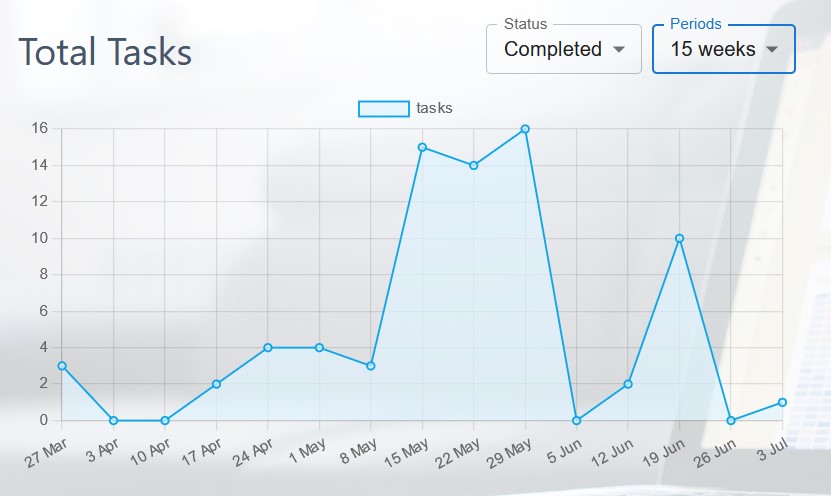 Total Tasks
Status
Completed
Periods
15 weeks
tasks
16
14
12
10
8
6
4
2
0
27 Mar
3 Apr
10 Apr
17 Apr
24 Apr
1 May
8 May
15 May
22 May
29 May
5 Jun
12 Jun
19 Jun
26 Jun
3 Jul